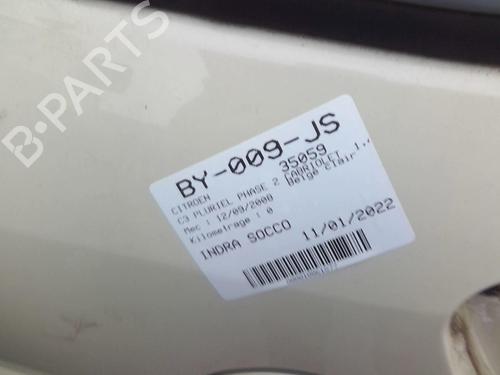 B-PARTS
BY-009-JS
35059
CITROEN
C3 PLURIEL PHASE 2 CABRIOLET 1.
Mec : 12/09/2008 Beige clair
Kilometrage : 0
INDRA SOCCO 11/01/2022